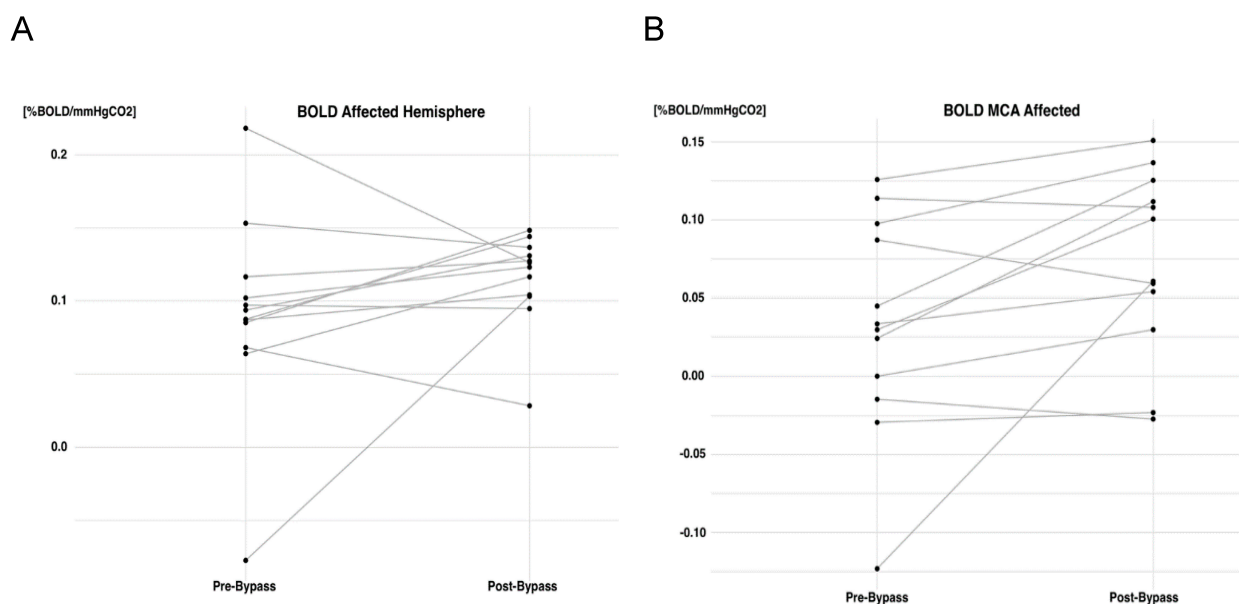 A
B
[%BOLD/mmHgCO2]
BOLD Affected Hemisphere
0.2
0.1
0.0
Pre-Bypass
Post-Bypass
[%BOLD/mmHgCO2]
BOLD MCA Affected
0.15
0.10
0.05
0.00
-0.05
-0.10
Pre-Bypass
Post-Bypass